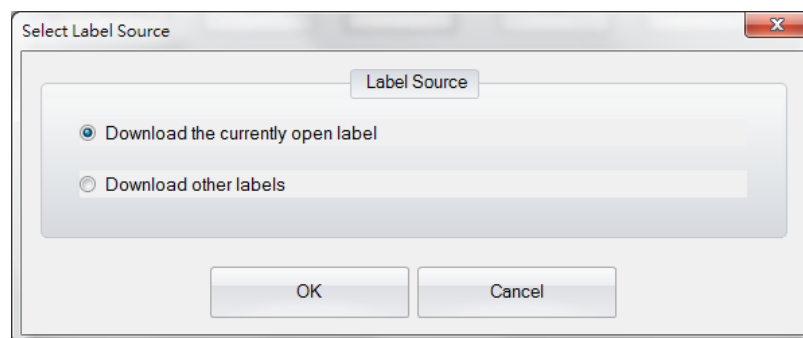 Select Label Source
Label Source
Download the currently open label
Download other labels
OK
Cancel